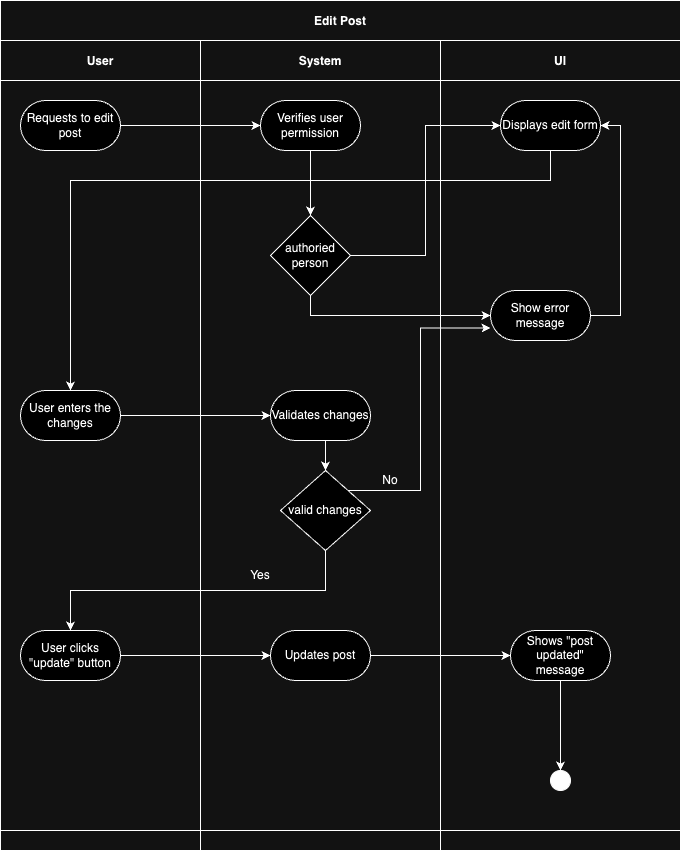 Edit Post
User
System
UI
Requests to edit
post
Verifies user
permission
Displays edit form
authoried
person
Show error
message
User enters the
changes
Validates changes
No
valid changes
Yes
User clicks
"update" button
Updates post
Shows "post
updated"
message